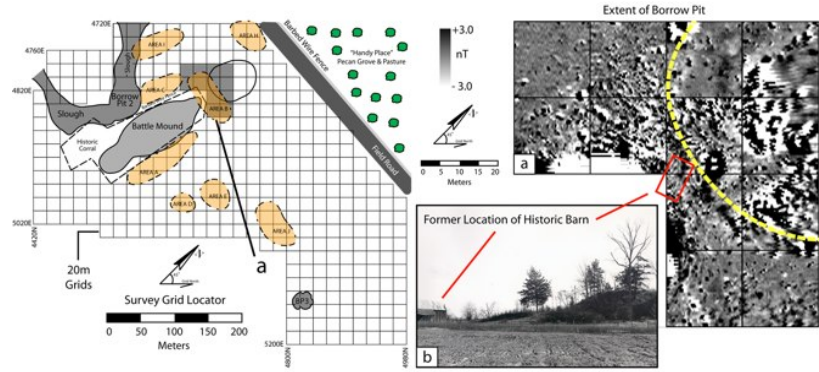 Extent of Borrow Pit
4720E
4760E
4820E
5020E
4420N
5200E
4800N
4980N
AREA I
AREA H
Slough
AREA C
Borrow
Pit 2
AREA B
Slough
Battle Mound
Historic
Corral
AREA A
AREA D
AREA J
BP3
a
Barbed Wire Fence
Field Road
"Handy Place"
Pecan Grove & Pasture
20m
Grids
Survey Grid Locator
0 50 100 150 200
Meters
+3.0
nT
- 3.0
0 5 10 15 20
Meters
a
Former Location of Historic Barn
b